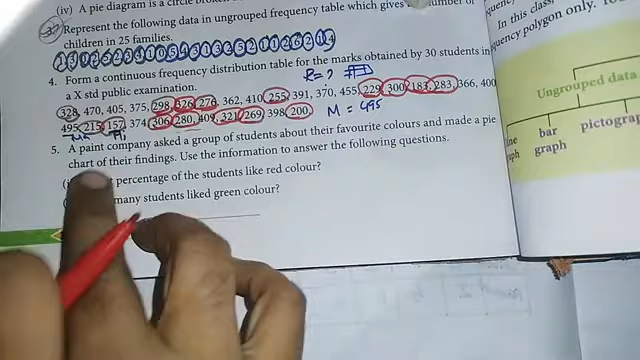 (iv) A pie diagram is a circle broken
Represent the following data in ungrouped frequency table which gives number of
children in 25 families.
4. Form a continuous frequency distribution table for the marks obtained by 30 students in
a X std public examination.
R = ?
328, 470, 405, 375, 298, 326, 276, 362, 410, 255, 391, 370, 455, 229, 300, 183, 283, 366, 400
495, 215, 157, 374, 306, 280, 409, 321, 269, 398, 200
M = 495
5. A paint company asked a group of students about their favourite colours and made a pie
chart of their findings. Use the information to answer the following questions.
percentage of the students like red colour?
many students liked green colour?
In this class,
quency polygon only.
Ungrouped data
line
graph
bar
graph
pictogra